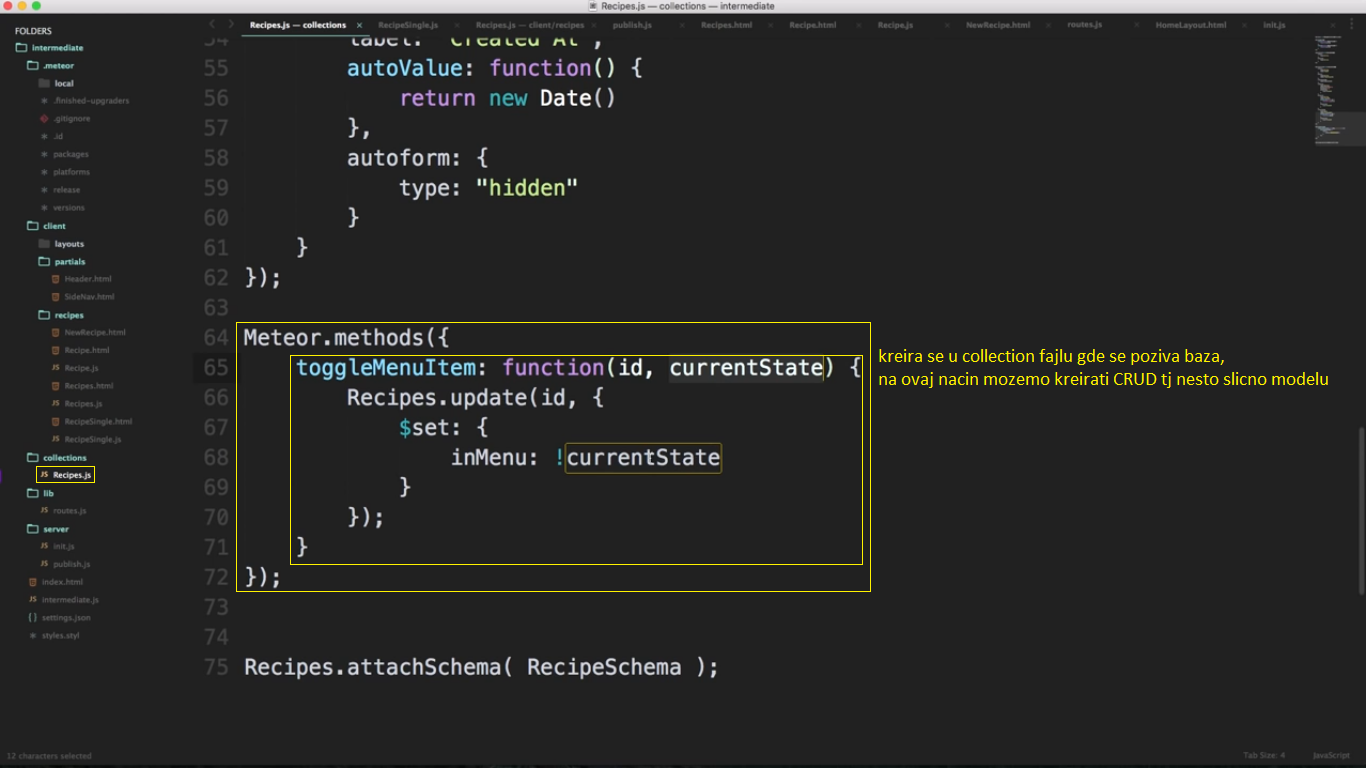 Recipes.js — collections — intermediate
FOLDERS
intermediate
.meteor
local
.finished-upgraders
.gitignore
.id
packages
platforms
release
versions
client
layouts
partials
Header.html
SideNav.html
recipes
NewRecipe.html
Recipe.html
Recipe.js
Recipes.html
Recipes.js
RecipeSingle.html
RecipeSingle.js
collections
JS Recipes.js
lib
JS routes.js
server
JS init.js
JS publish.js
index.html
JS intermediate.js
{} settings.json
styles.styl
Recipes.js — collections × RecipeSingle.js × Recipes.js — client/recipes × publish.js × Recipes.html × Recipe.html × Recipe.js × NewRecipe.html × routes.js × HomeLayout.html × init.js ×
54 label: "Created At",
55 autoValue: function() {
56 return new Date()
57 },
58 autoform: {
59 type: "hidden"
60 }
61 }
62 });
63
64 Meteor.methods({
65 toggleMenuItem: function(id, currentState) {
66 Recipes.update(id, {
67 $set: {
68 inMenu: !currentState
69 }
70 });
71 }
72 });
73
74
75 Recipes.attachSchema( RecipeSchema );
kreira se u collection fajlu gde se poziva baza,
na ovaj nacin mozemo kreirati CRUD tj nesto slicno modelu
12 characters selected
Tab Size: 4 JavaScript